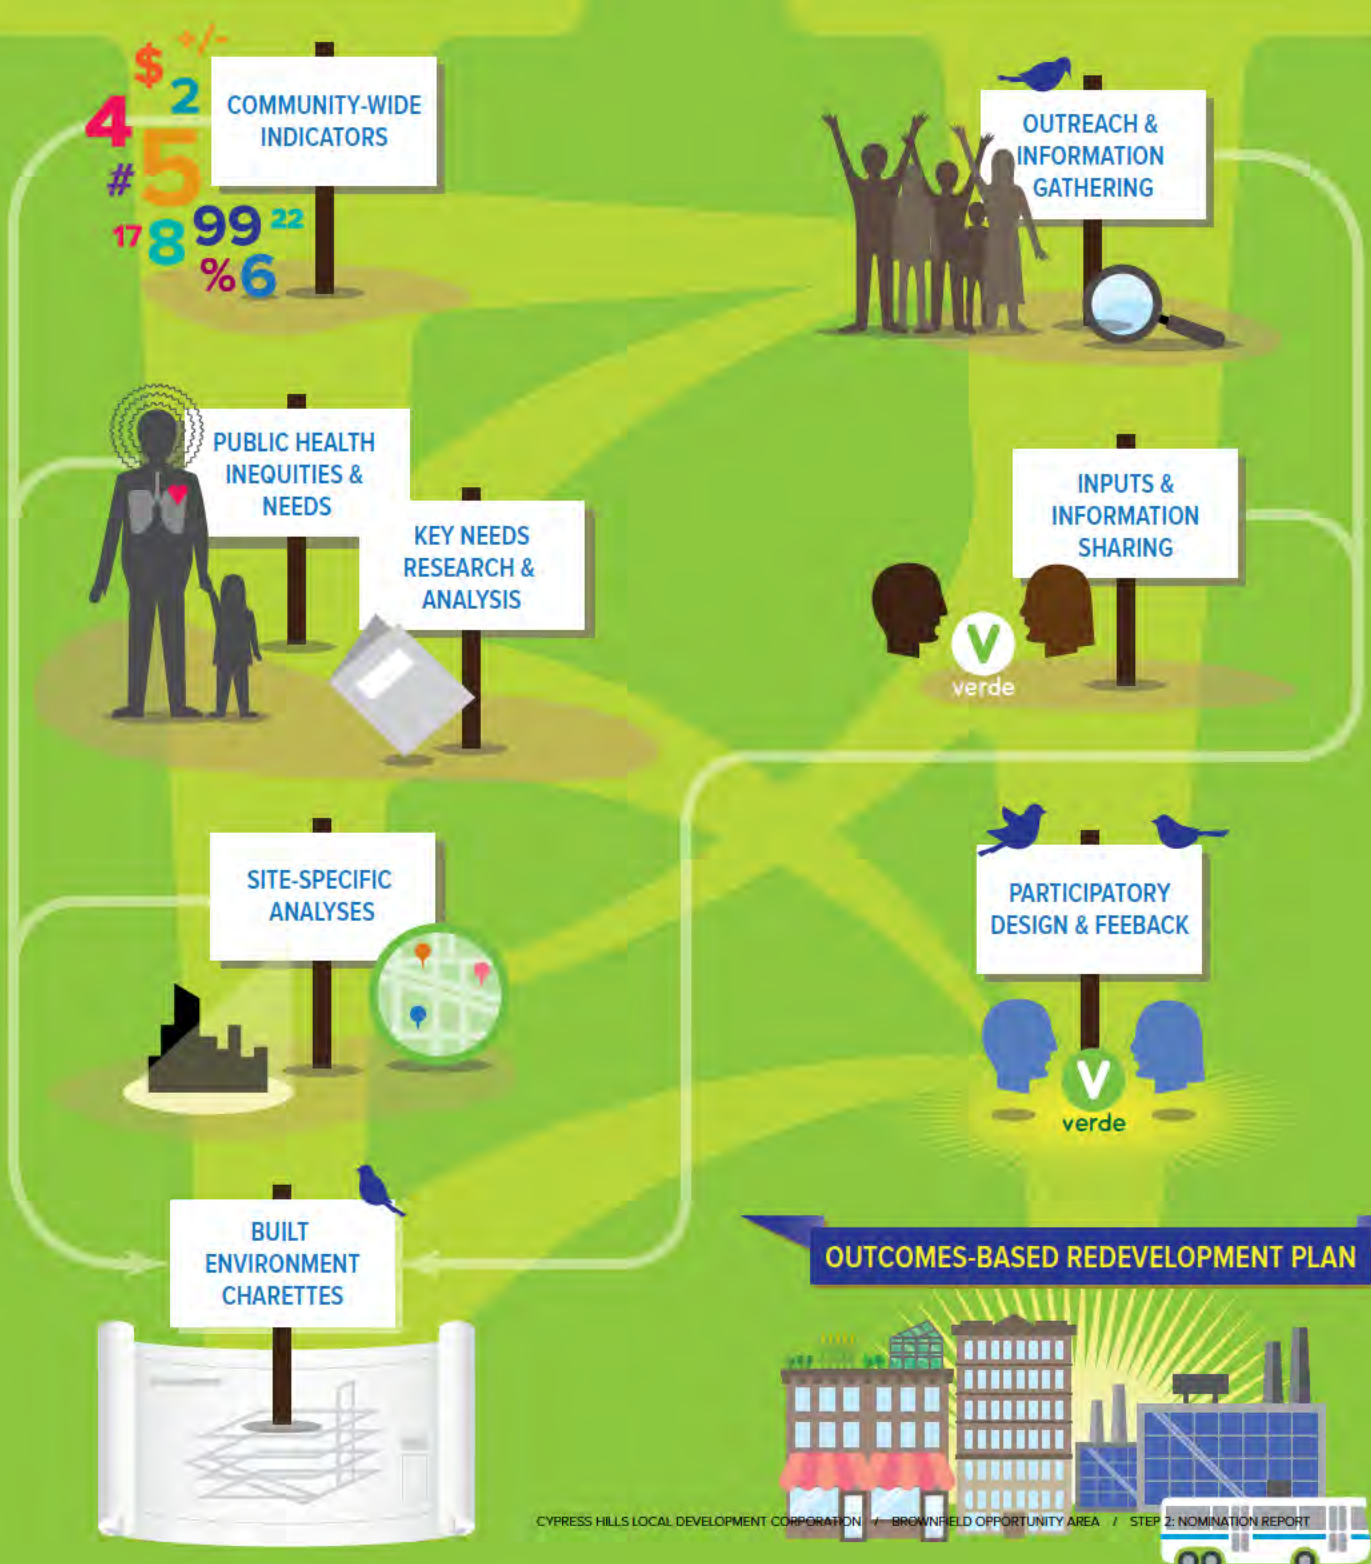 +/-
$
2
4
5
#
99
22
17
8
%
6
COMMUNITY-WIDE
INDICATORS
OUTREACH &
INFORMATION
GATHERING
PUBLIC HEALTH
INEQUITIES &
NEEDS
KEY NEEDS
RESEARCH &
ANALYSIS
INPUTS &
INFORMATION
SHARING
V
verde
SITE-SPECIFIC
ANALYSES
PARTICIPATORY
DESIGN & FEEBACK
V
verde
BUILT
ENVIRONMENT
CHARETTES
OUTCOMES-BASED REDEVELOPMENT PLAN
CYPRESS HILLS LOCAL DEVELOPMENT CORPORATION / BROWNFIELD OPPORTUNITY AREA / STEP 2: NOMINATION REPORT